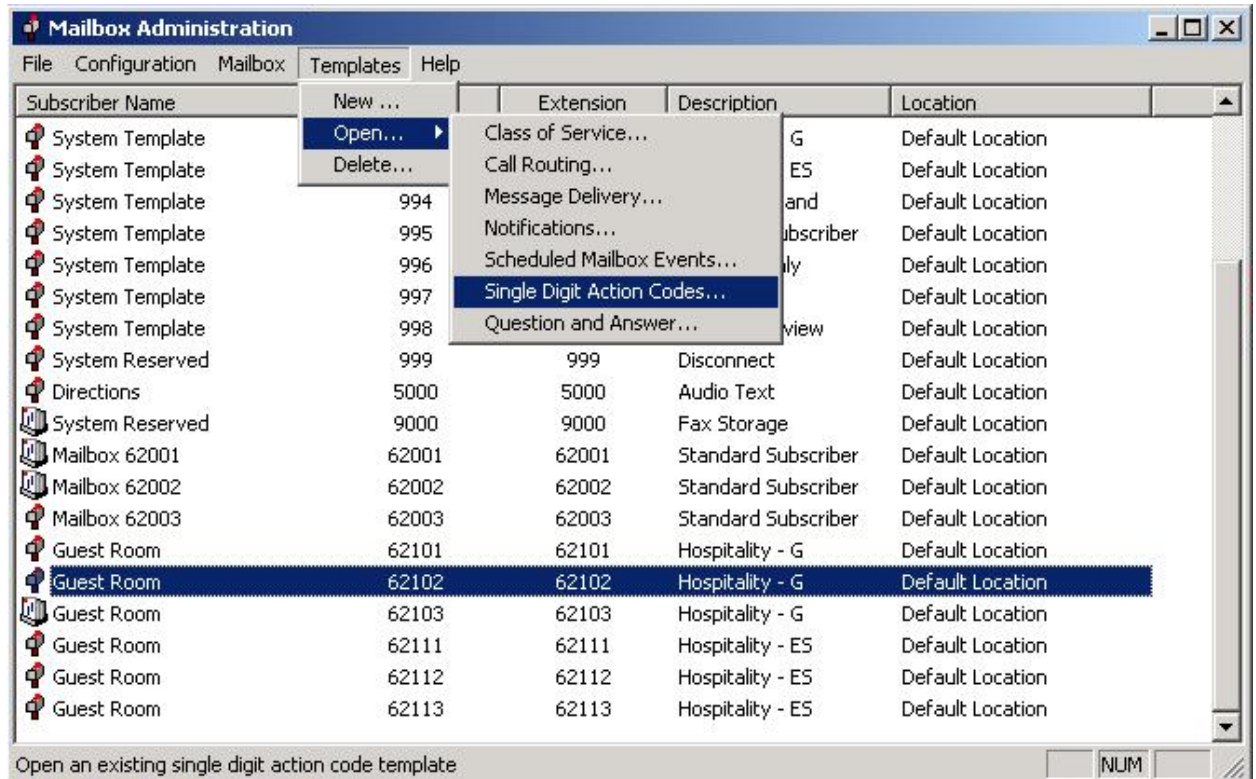 Mailbox Administration
File Configuration Mailbox Templates Help
Subscriber Name Extension Description Location
New ...
Open...
Delete...
Class of Service...
Call Routing...
Message Delivery...
Notifications...
Scheduled Mailbox Events...
Single Digit Action Codes...
Question and Answer...
System Template G Default Location
System Template ES Default Location
System Template 994 and Default Location
System Template 995 ubscriber Default Location
System Template 996 ly Default Location
System Template 997 Default Location
System Template 998 view Default Location
System Reserved 999 999 Disconnect Default Location
Directions 5000 5000 Audio Text Default Location
System Reserved 9000 9000 Fax Storage Default Location
Mailbox 62001 62001 62001 Standard Subscriber Default Location
Mailbox 62002 62002 62002 Standard Subscriber Default Location
Mailbox 62003 62003 62003 Standard Subscriber Default Location
Guest Room 62101 62101 Hospitality - G Default Location
Guest Room 62102 62102 Hospitality - G Default Location
Guest Room 62103 62103 Hospitality - G Default Location
Guest Room 62111 62111 Hospitality - ES Default Location
Guest Room 62112 62112 Hospitality - ES Default Location
Guest Room 62113 62113 Hospitality - ES Default Location
Open an existing single digit action code template NUM